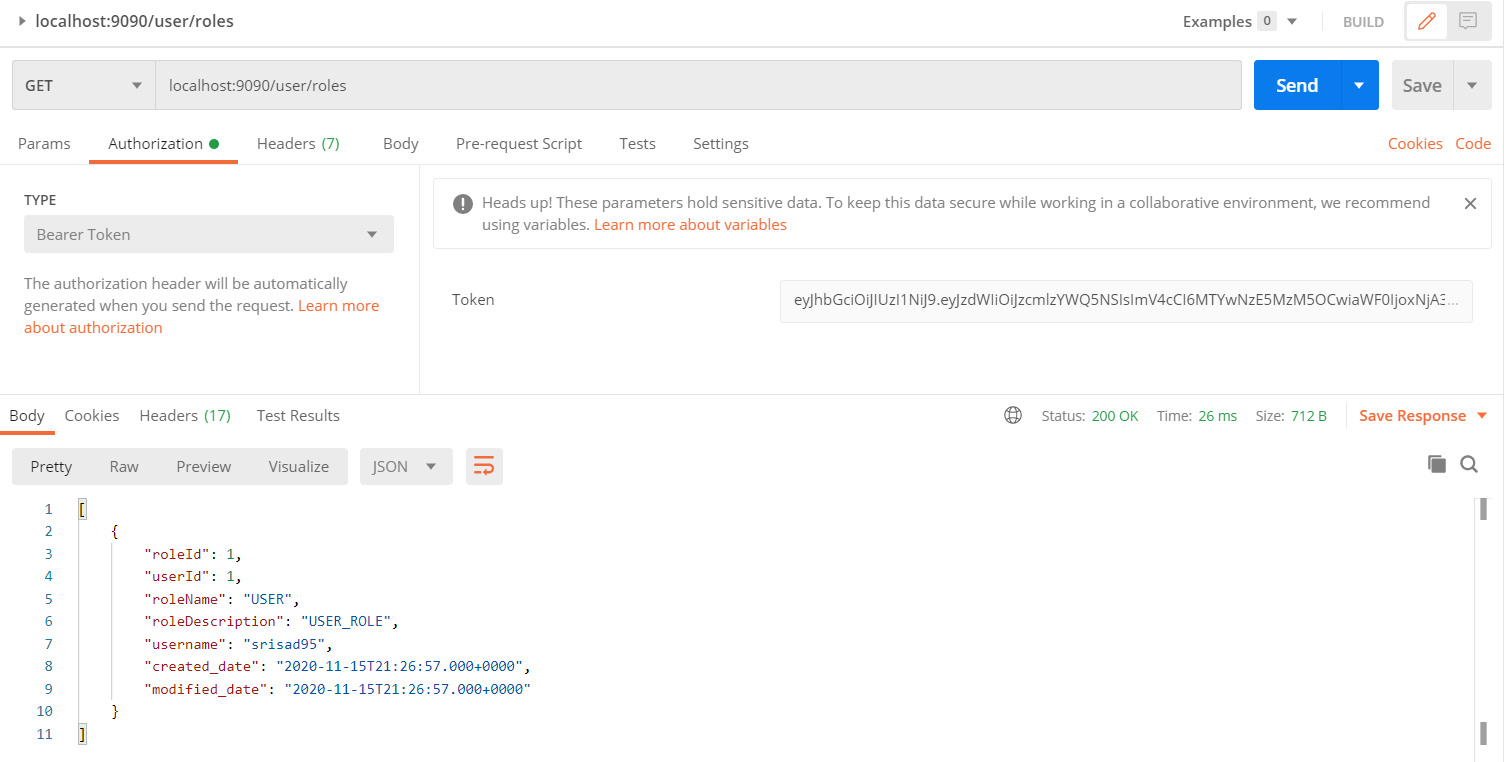 localhost:9090/user/roles
Examples 0 BUILD
GET localhost:9090/user/roles Send Save
Params Authorization Headers (7) Body Pre-request Script Tests Settings Cookies Code
TYPE
Bearer Token
The authorization header will be automatically
generated when you send the request. Learn more
about authorization
Heads up! These parameters hold sensitive data. To keep this data secure while working in a collaborative environment, we recommend
using variables. Learn more about variables
Token eyJhbGciOiJIUzI1NiJ9.eyJzdWIiOiJzcmlzYWQ5NSIsImV4cCI6MTYwNzE5MzM5OCwiaWF0IjoxNjA3...
Body Cookies Headers (17) Test Results Status: 200 OK Time: 26 ms Size: 712 B Save Response
Pretty Raw Preview Visualize JSON
1 [
2 {
3 "roleId": 1,
4 "userId": 1,
5 "roleName": "USER",
6 "roleDescription": "USER_ROLE",
7 "username": "srisad95",
8 "created_date": "2020-11-15T21:26:57.000+0000",
9 "modified_date": "2020-11-15T21:26:57.000+0000"
10 }
11 ]